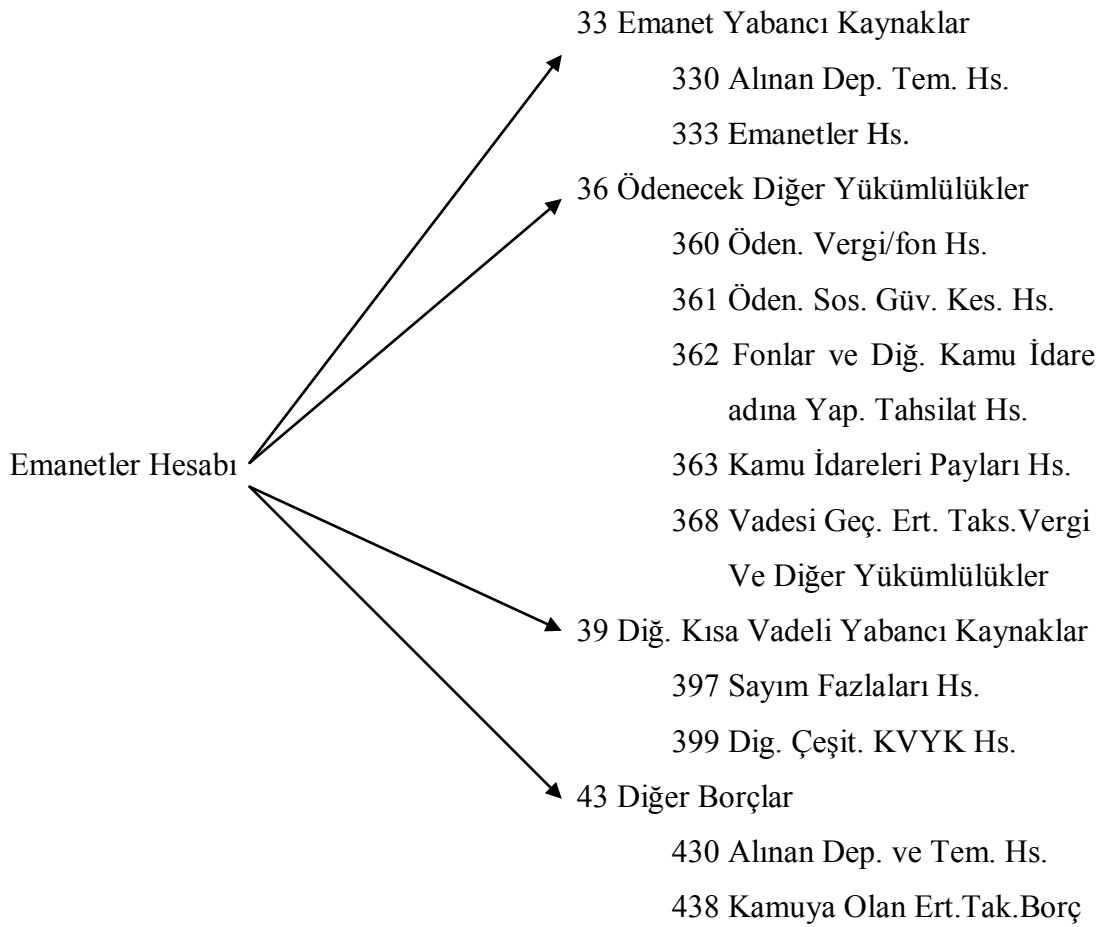 33 Emanet Yabancı Kaynaklar
330 Alınan Dep. Tem. Hs.
333 Emanetler Hs.
36 Ödenecek Diğer Yükümlülükler
360 Öden. Vergi/fon Hs.
361 Öden. Sos. Güv. Kes. Hs.
362 Fonlar ve Diğ. Kamu İdare
adına Yap. Tahsilat Hs.
Emanetler Hesabı
363 Kamu İdareleri Payları Hs.
368 Vadesi Geç. Ert. Taks.Vergi
Ve Diğer Yükümlülükler
39 Diğ. Kısa Vadeli Yabancı Kaynaklar
397 Sayım Fazlaları Hs.
399 Dig. Çeşit. KVYK Hs.
43 Diğer Borçlar
430 Alınan Dep. ve Tem. Hs.
438 Kamuya Olan Ert.Tak.Borç